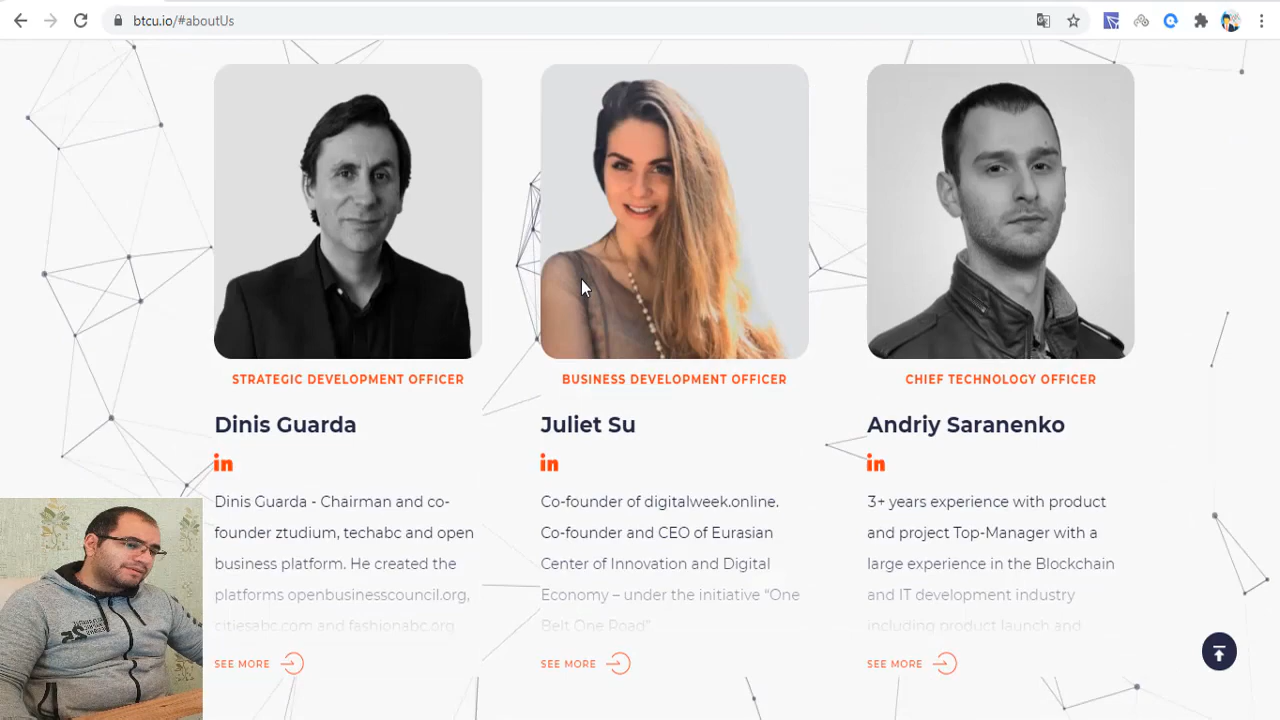 btcu.io/#aboutUs
STRATEGIC DEVELOPMENT OFFICER
Dinis Guarda
in
Dinis Guarda - Chairman and co-
founder ztudium, techabc and open
business platform. He created the
platforms openbusinesscouncil.org,
citiesabc.com and fashionabc.org
SEE MORE
BUSINESS DEVELOPMENT OFFICER
Juliet Su
in
Co-founder of digitalweek.online.
Co-founder and CEO of Eurasian
Center of Innovation and Digital
Economy – under the initiative “One
Belt One Road”
SEE MORE
CHIEF TECHNOLOGY OFFICER
Andriy Saranenko
in
3+ years experience with product
and project Top-Manager with a
large experience in the Blockchain
and IT development industry
including product launch and
SEE MORE